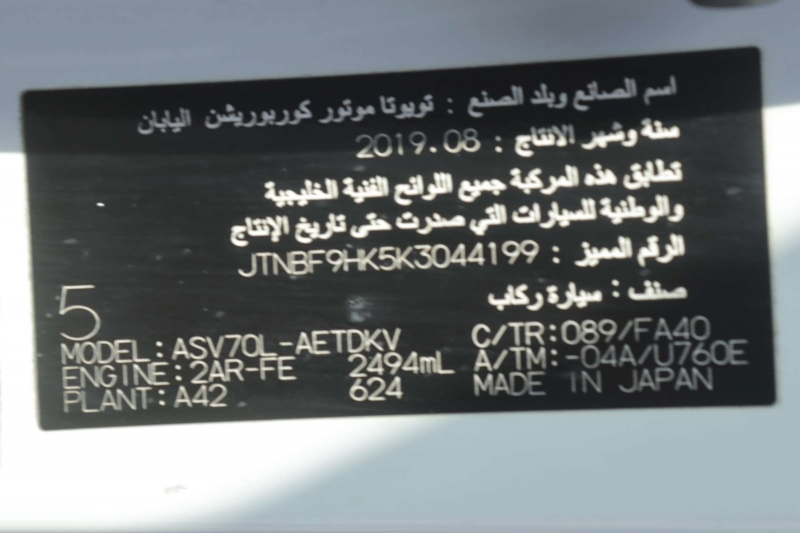 اسم الصانع وبلد الصنع : تويوتا موتور كوربوريشن اليابان
سنة وشهر الانتاج : 2019.08
تطابق هذه المركبة جميع اللوائح الفنية الخليجية
والوطنية للسيارات التي صدرت حتى تاريخ الإنتاج
الرقم المميز : JTNBF9HK5K3044199
صنف : سيارة ركاب
5
MODEL:ASV70L-AETDKV C/TR:089/FA40
ENGINE:2AR-FE 2494mL A/TM:-04A/U760E
PLANT:A42 624 MADE IN JAPAN